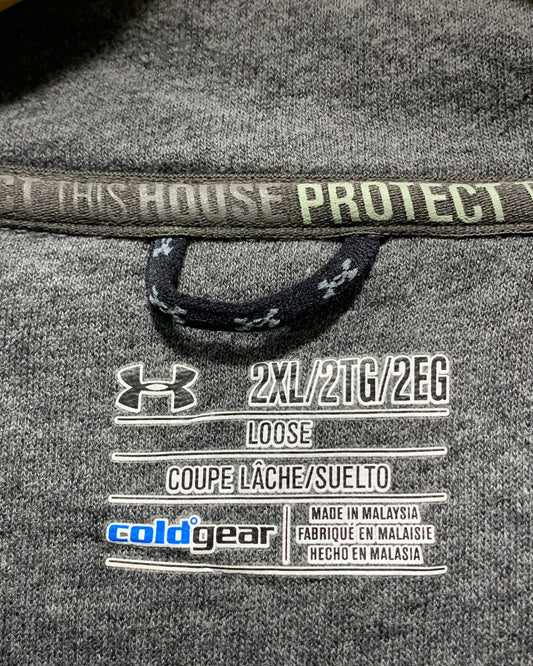 CT THIS HOUSE PROTECT T
2XL/2TG/2EG
LOOSE
COUPE LÂCHE/SUELTO
coldgear
MADE IN MALAYSIA
FABRIQUÉ EN MALAISIE
HECHO EN MALASIA